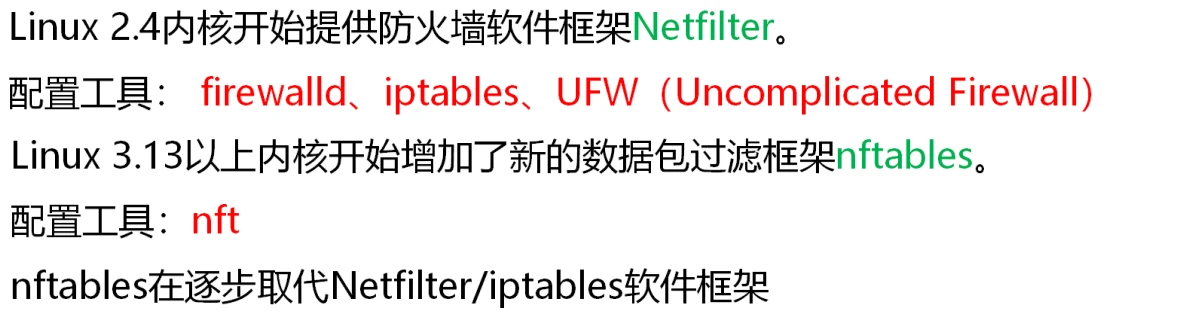 Linux 2.4内核开始提供防火墙软件框架Netfilter。
配置工具： firewalld、iptables、UFW（Uncomplicated Firewall）
Linux 3.13以上内核开始增加了新的数据包过滤框架nftables。
配置工具：nft
nftables在逐步取代Netfilter/iptables软件框架